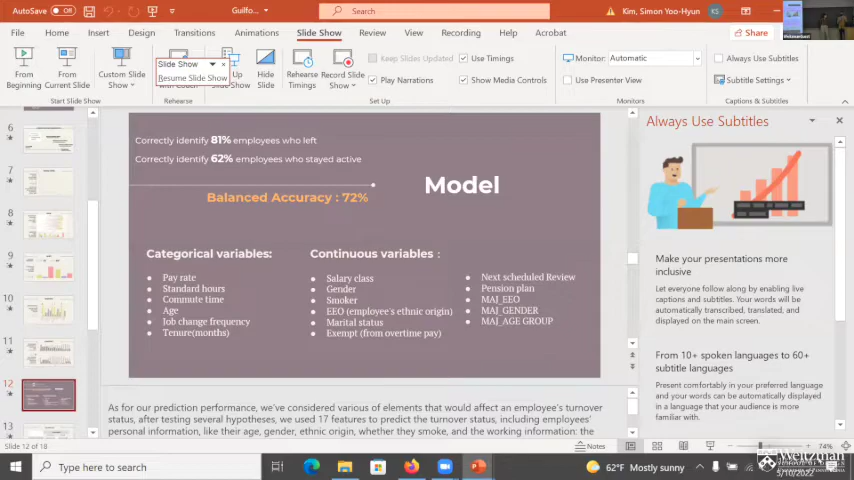 AutoSave Off
Guilfo...
Search
Kim, Simon Yoo-Hyun KS
File Home Insert Draw Design Transitions Animations Slide Show Review View Help Acrobat Share
From Beginning
From Current Slide
Custom Slide Show
Slide Show
Resume Slide Show
with Coach
Up
Show
Hide Slide
Rehearse Timings
Record Slide Show
Keep Slides Updated
Use Timings
Play Narrations
Show Media Controls
Monitor: Automatic
Use Presenter View
Always Use Subtitles
Subtitle Settings
Start Slide Show
Rehearse
Set Up
Monitors
Captions & Subtitles
6
7
8
9
10
11
12
13
Correctly identify 81% employees who left
Correctly identify 62% employees who stayed active
Balanced Accuracy : 72%
Model
Categorical variables:
Pay rate
Standard hours
Commute time
Age
Job change frequency
Tenure(months)
Continuous variables :
Salary class
Gender
Smoker
EEO (employee's ethnic origin)
Marital status
Exempt (from overtime pay)
Next scheduled Review
Pension plan
MAJ_EEO
MAJ_GENDER
MAJ_AGE GROUP
As for our prediction performance, we've considered various of elements that would affect an employee's turnover
status, after testing several hypotheses, we used 17 features to predict the turnover status, including employees'
personal information, like their age, gender, ethnic origin, whether they smoke, and the working information: the
Always Use Subtitles
Make your presentations more
inclusive
Let everyone follow along by enabling live
captions and subtitles. Your words will be
automatically transcribed, translated, and
displayed on the main screen.
From 10+ spoken languages to 60+
subtitle languages
Present comfortably in your preferred language
and your words can be automatically displayed
in a language that your audience is more
familiar with.
Slide 12 of 18
Notes
74%
Type here to search
62°F Mostly sunny
Weitzman
5/10/2022